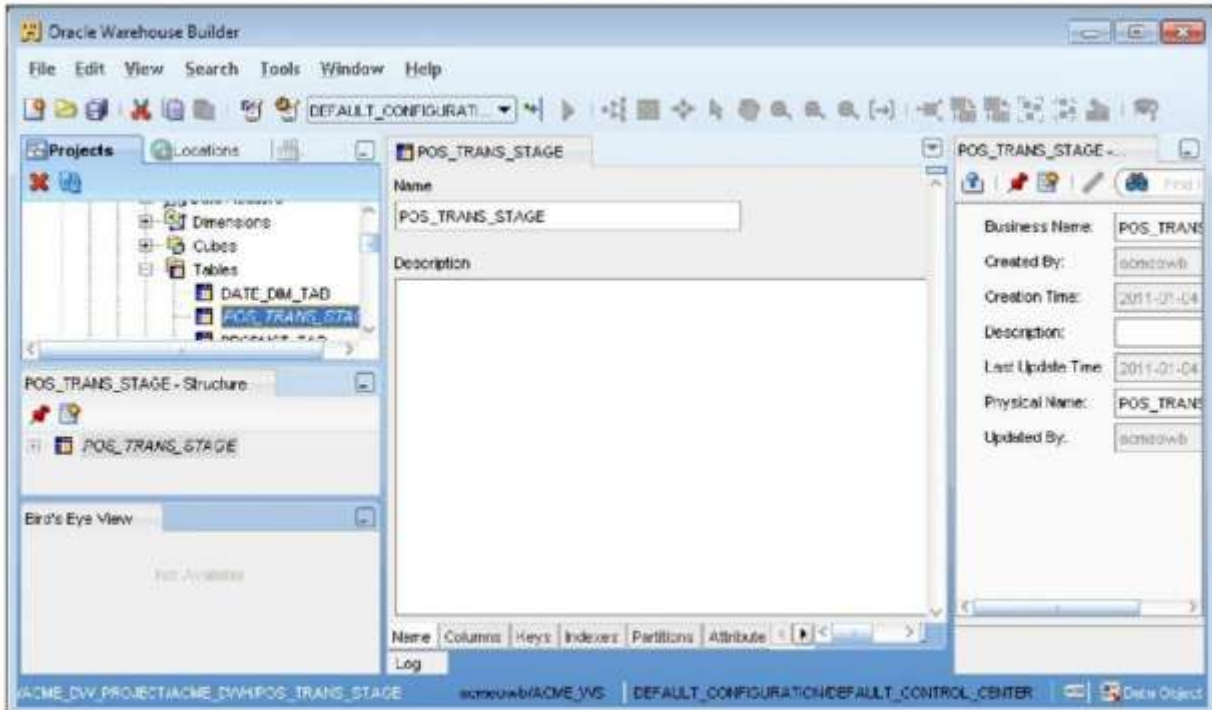 Oracle Warehouse Builder
File Edit View Search Tools Window Help
DEFAULT_CONFIGURATI...
Projects
Locations
Dimensions
Cubes
Tables
DATE_DIM_TAB
POS_TRANS_STA
POS_TRANS_STAGE - Structure
POS_TRANS_STAGE
Bird's Eye View
Not Available
POS_TRANS_STAGE
Name
POS_TRANS_STAGE
Description
Name Columns Keys Indexes Partitions Attribute
Log
POS_TRANS_STAGE - ...
Find
Business Name: POS_TRANS
Created By: acmeowb
Creation Time: 2011-01-04
Description:
Last Update Time 2011-01-04
Physical Name: POS_TRANS
Updated By: acmeowb
/ACME_DW_PROJECT/ACME_DWH/POS_TRANS_STAGE acmeowb/ACME_WS DEFAULT_CONFIGURATION/DEFAULT_CONTROL_CENTER Data Object